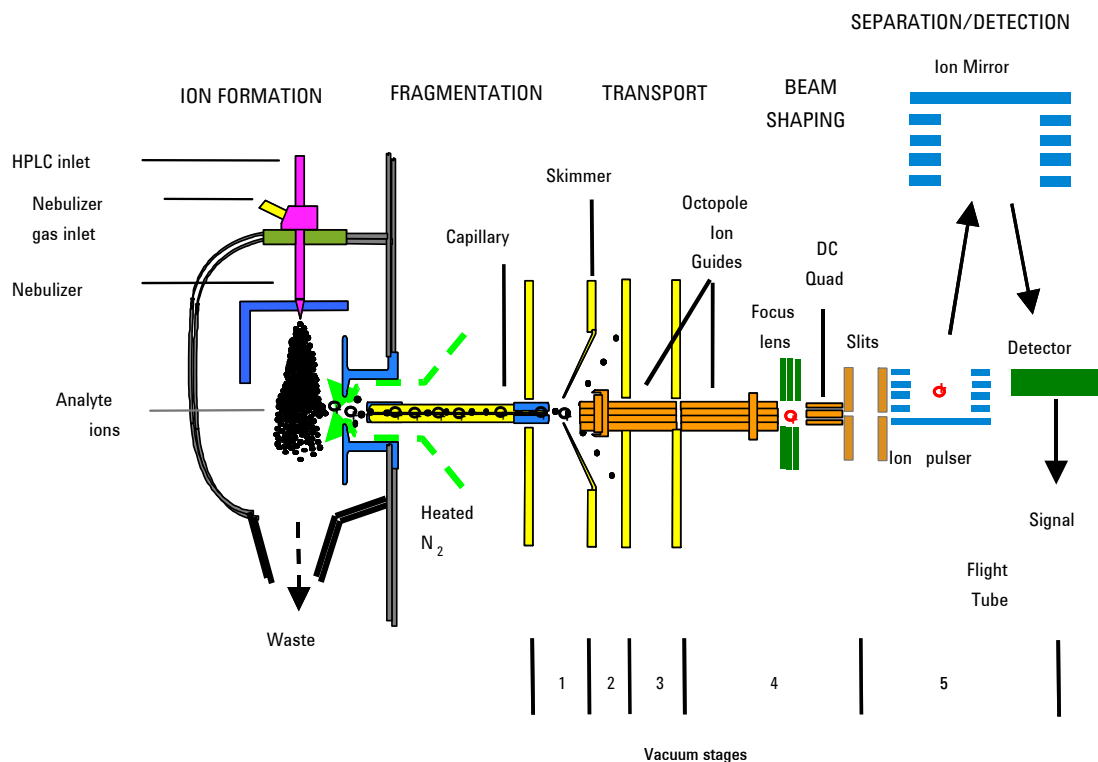 SEPARATION/DETECTION
Ion Mirror
ION FORMATION
FRAGMENTATION
TRANSPORT
BEAM
SHAPING
HPLC inlet
Nebulizer
gas inlet
Nebulizer
Analyte
ions
Waste
Heated
N 2
Capillary
Skimmer
Octopole
Ion
Guides
Focus
lens
DC
Quad
Slits
Ion pulser
Detector
Signal
Flight
Tube
1
2
3
4
5
Vacuum stages